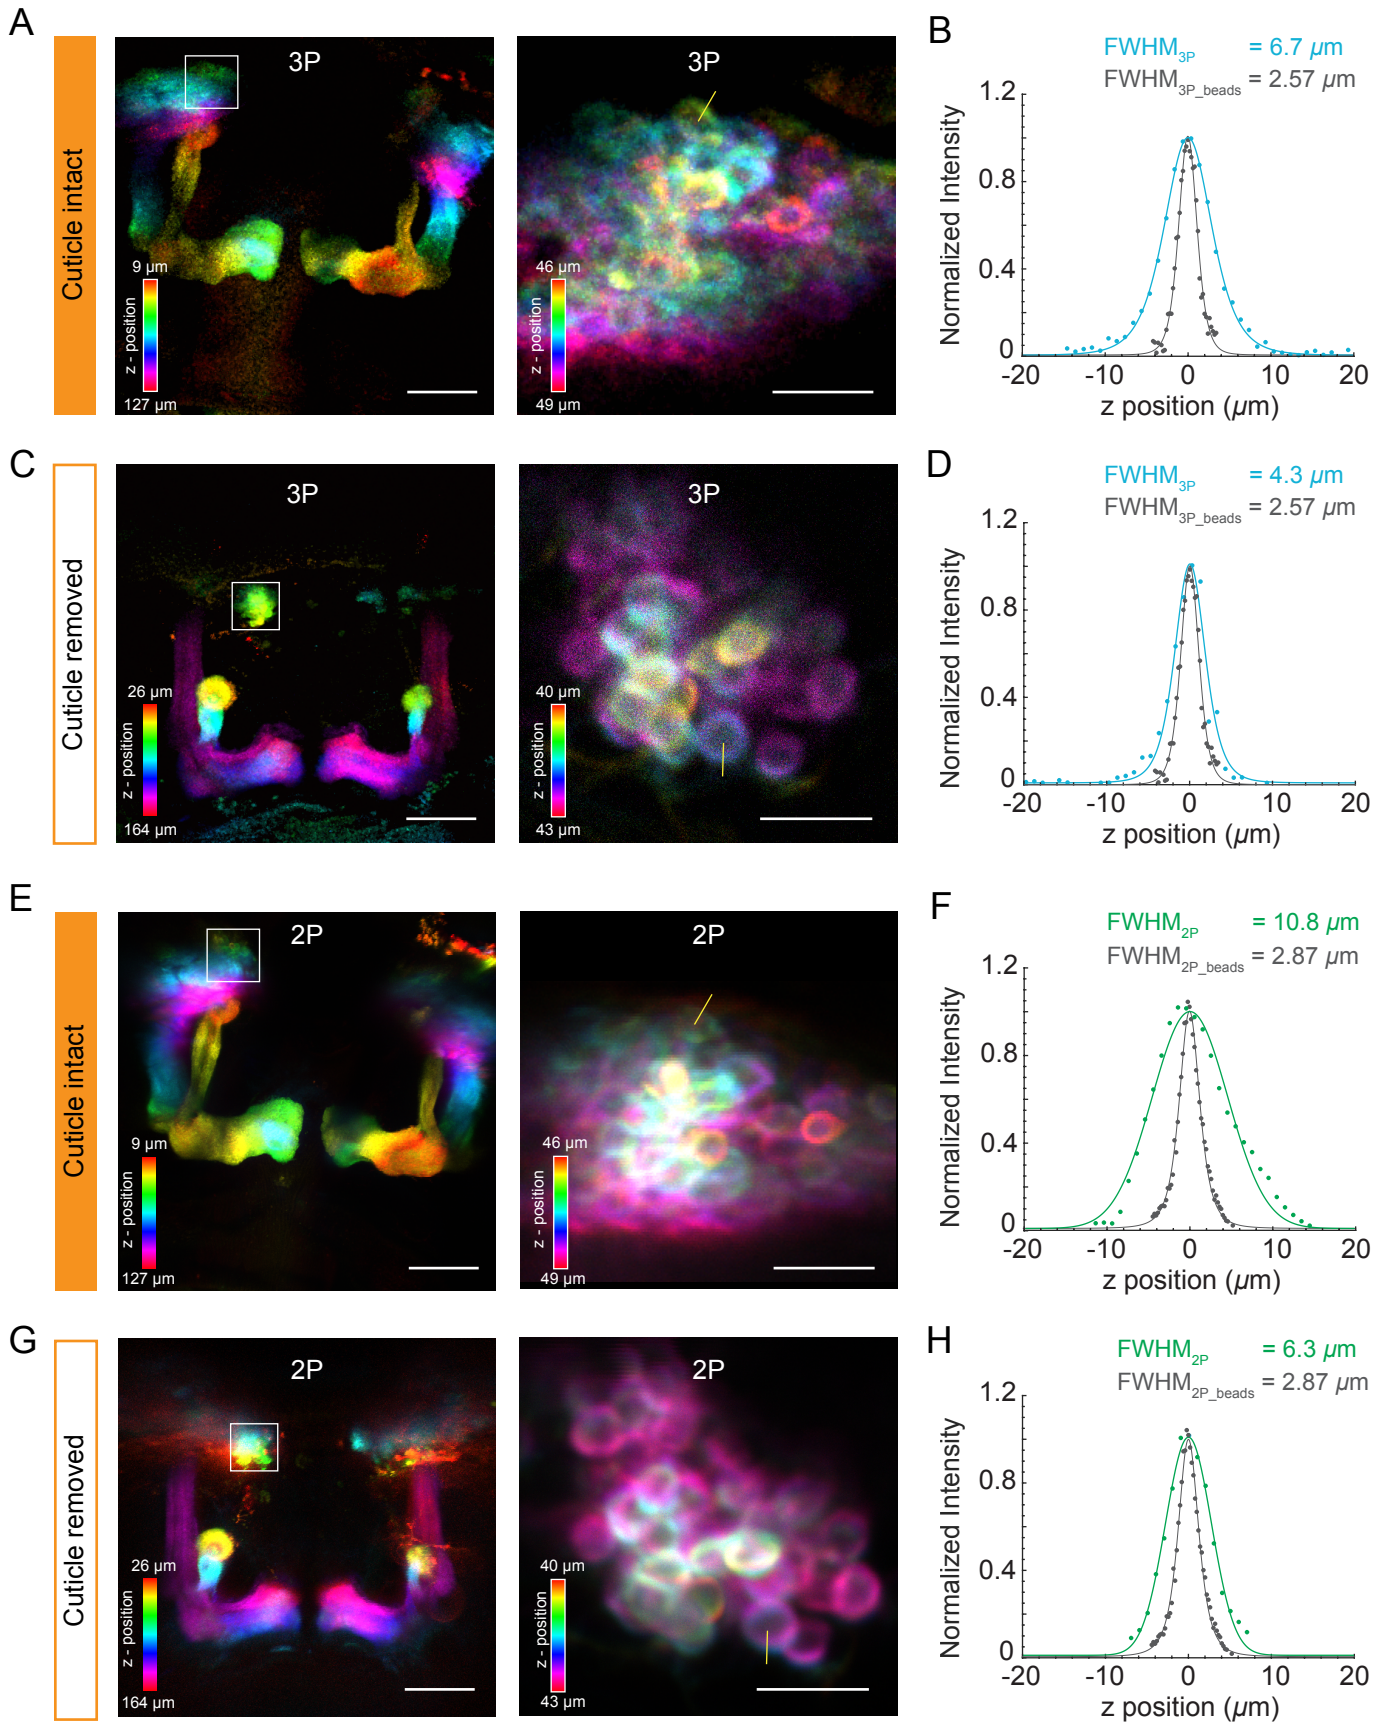 A
Cuticle intact
3P
9 µm
z - position
127 µm
3P
46 µm
z - position
49 µm
B
FWHM3P = 6.7 µm
FWHM3P_beads = 2.57 µm
Normalized Intensity
1.2
0.8
0.4
0
-20 -10 0 10 20
z position (µm)
C
Cuticle removed
3P
26 µm
z - position
164 µm
3P
40 µm
z - position
43 µm
D
FWHM3P = 4.3 µm
FWHM3P_beads = 2.57 µm
Normalized Intensity
1.2
0.8
0.4
0
-20 -10 0 10 20
z position (µm)
E
Cuticle intact
2P
9 µm
z - position
127 µm
2P
46 µm
z - position
49 µm
F
FWHM2P = 10.8 µm
FWHM2P_beads = 2.87 µm
Normalized Intensity
1.2
0.8
0.4
0
-20 -10 0 10 20
z position (µm)
G
Cuticle removed
2P
26 µm
z - position
164 µm
2P
40 µm
z - position
43 µm
H
FWHM2P = 6.3 µm
FWHM2P_beads = 2.87 µm
Normalized Intensity
1.2
0.8
0.4
0
-20 -10 0 10 20
z position (µm)